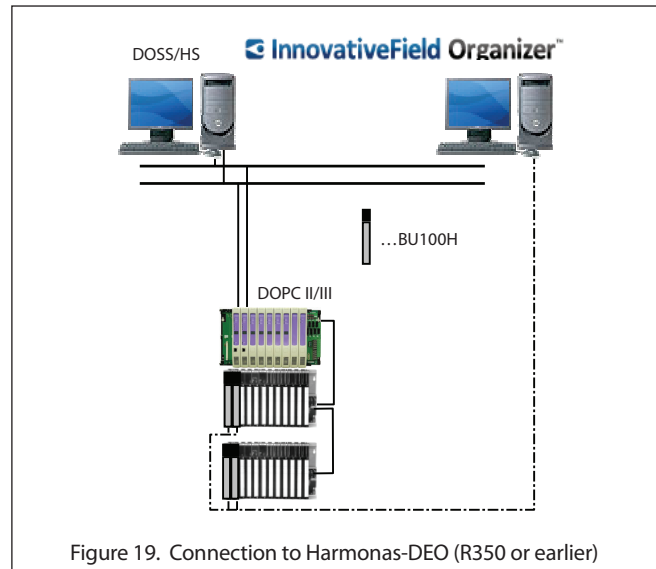 DOSS/HS
InnovativeField Organizer™
…BU100H
DOPC II/III
Figure 19. Connection to Harmonas-DEO (R350 or earlier)